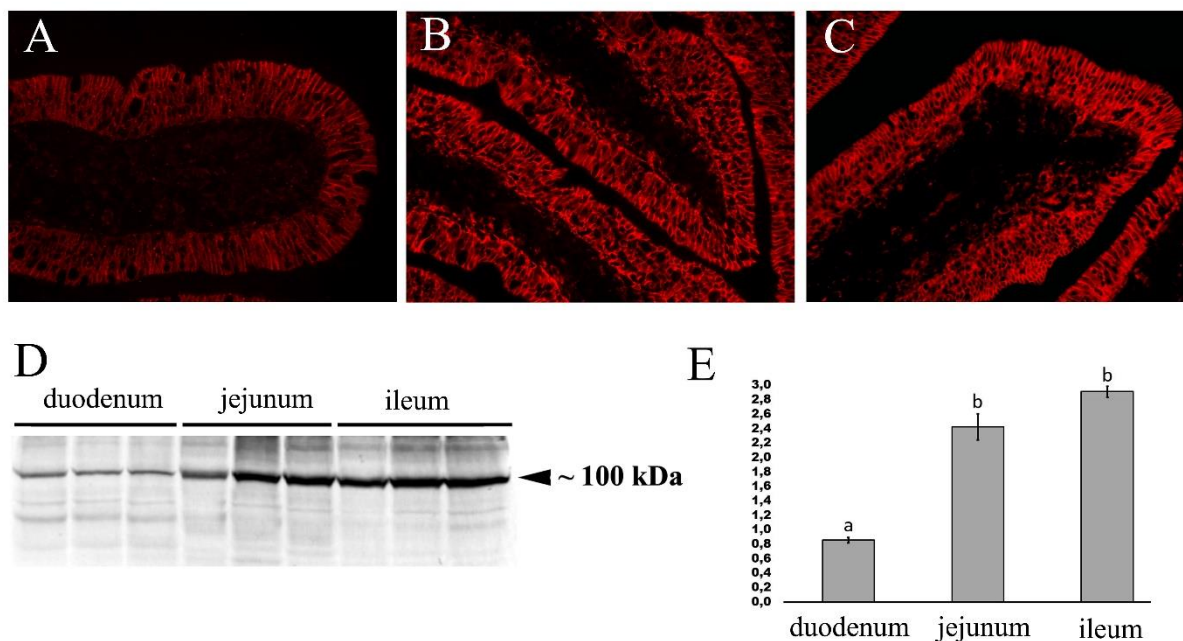 A
B
C
D
duodenum jejunum ileum
~ 100 kDa
E
3,0
2,8
2,6
2,4
2,2
2,0
1,8
1,6
1,4
1,2
1,0
0,8
0,6
0,4
0,2
0,0
a
b
b
duodenum jejunum ileum